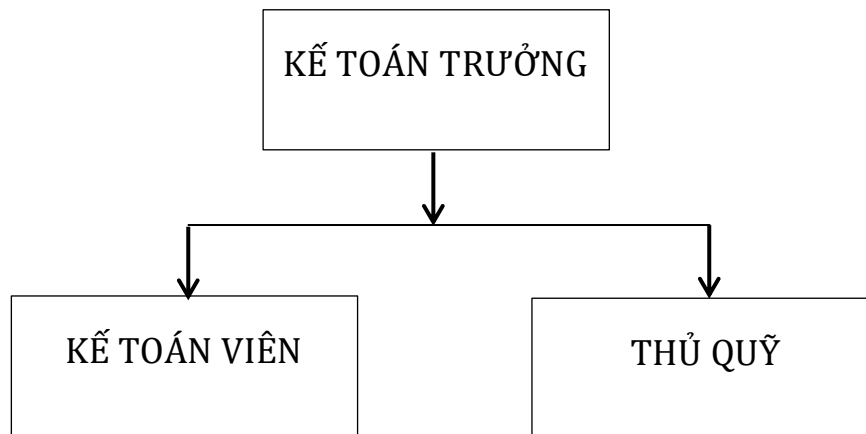 KẾ TOÁN TRƯỞNG
KẾ TOÁN VIÊN
THỦ QUỸ